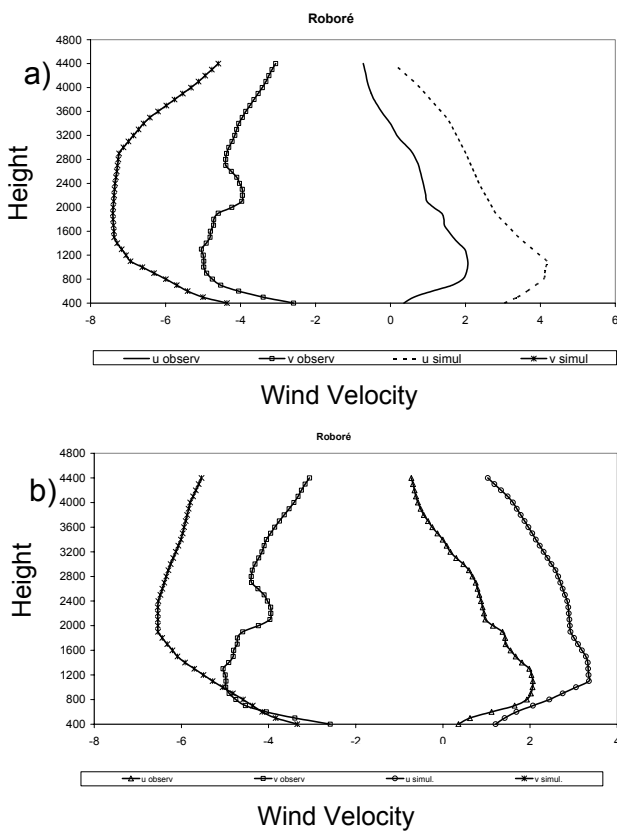 Roboré
a)
Height
4800
4400
4000
3600
3200
2800
2400
2000
1600
1200
800
400
-8 -6 -4 -2 0 2 4 6
u observ v observ u simul v simul
Wind Velocity
Roboré
b)
Height
4800
4400
4000
3600
3200
2800
2400
2000
1600
1200
800
400
-8 -6 -4 -2 0 2 4
u observ v observ u simul. v simul.
Wind Velocity